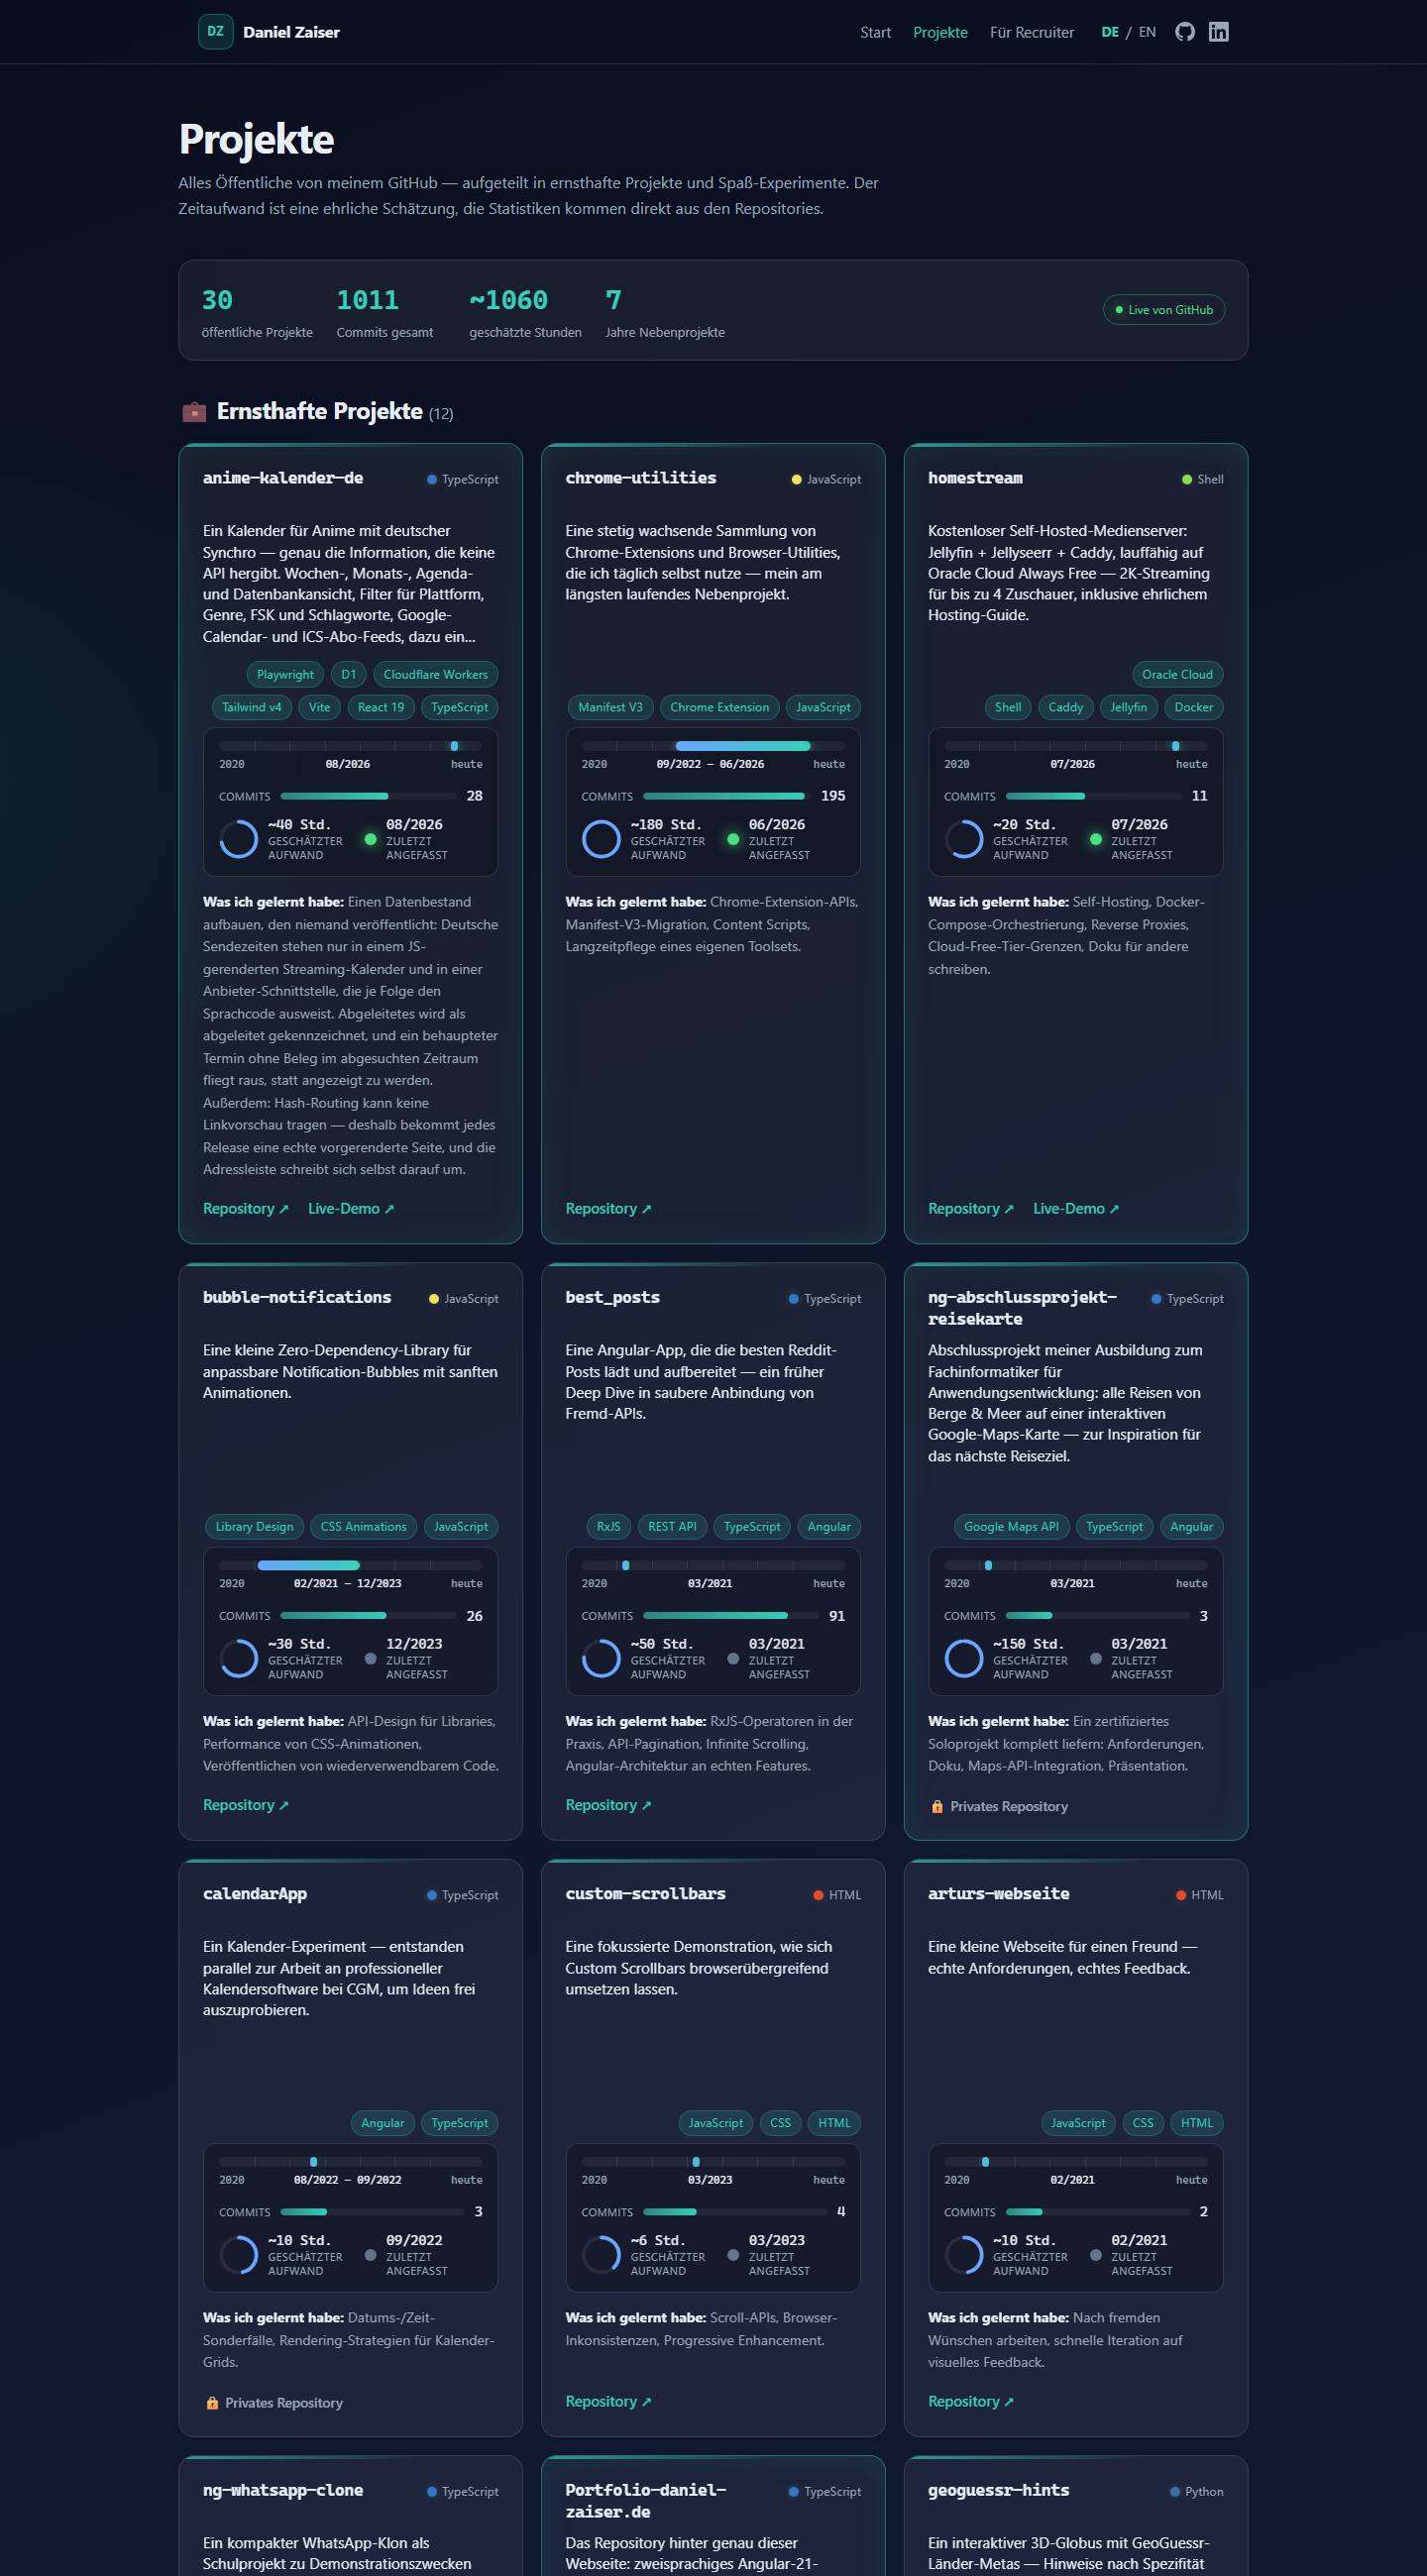 DZ Daniel Zaiser Start Projekte Für Recruiter DE / EN
Projekte
Alles Öffentliche von meinem GitHub — aufgeteilt in ernsthafte Projekte und Spaß-Experimente. Der
Zeitaufwand ist eine ehrliche Schätzung, die Statistiken kommen direkt aus den Repositories.
30
öffentliche Projekte
1011
Commits gesamt
~1060
geschätzte Stunden
7
Jahre Nebenprojekte
Live von GitHub
Ernsthafte Projekte (12)
anime-kalender-de TypeScript
Ein Kalender für Anime mit deutscher
Synchro — genau die Information, die keine
API hergibt. Wochen-, Monats-, Agenda-
und Datenbankansicht, Filter für Plattform,
Genre, FSK und Schlagworte, Google-
Calendar- und ICS-Abo-Feeds, dazu ein...
Playwright D1 Cloudflare Workers
Tailwind v4 Vite React 19 TypeScript
2020 08/2026 heute
COMMITS 28
~40 Std.
GESCHÄTZTER
AUFWAND
08/2026
ZULETZT
ANGEFASST
Was ich gelernt habe: Einen Datenbestand
aufbauen, den niemand veröffentlicht: Deutsche
Sendezeiten stehen nur in einem JS-
gerenderten Streaming-Kalender und in einer
Anbieter-Schnittstelle, die je Folge den
Sprachcode ausweist. Abgeleitetes wird als
abgeleitet gekennzeichnet, und ein behaupteter
Termin ohne Beleg im abgesuchten Zeitraum
fliegt raus, statt angezeigt zu werden.
Außerdem: Hash-Routing kann keine
Linkvorschau tragen — deshalb bekommt jedes
Release eine echte vorgerenderte Seite, und die
Adressleiste schreibt sich selbst darauf um.
Repository ↗ Live-Demo ↗
chrome-utilities JavaScript
Eine stetig wachsende Sammlung von
Chrome-Extensions und Browser-Utilities,
die ich täglich selbst nutze — mein am
längsten laufendes Nebenprojekt.
Manifest V3 Chrome Extension JavaScript
2020 09/2022 — 06/2026 heute
COMMITS 195
~180 Std.
GESCHÄTZTER
AUFWAND
06/2026
ZULETZT
ANGEFASST
Was ich gelernt habe: Chrome-Extension-APIs,
Manifest-V3-Migration, Content Scripts,
Langzeitpflege eines eigenen Toolsets.
Repository ↗
homestream Shell
Kostenloser Self-Hosted-Medienserver:
Jellyfin + Jellyseerr + Caddy, lauffähig auf
Oracle Cloud Always Free — 2K-Streaming
für bis zu 4 Zuschauer, inklusive ehrlichem
Hosting-Guide.
Oracle Cloud
Shell Caddy Jellyfin Docker
2020 07/2026 heute
COMMITS 11
~20 Std.
GESCHÄTZTER
AUFWAND
07/2026
ZULETZT
ANGEFASST
Was ich gelernt habe: Self-Hosting, Docker-
Compose-Orchestrierung, Reverse Proxies,
Cloud-Free-Tier-Grenzen, Doku für andere
schreiben.
Repository ↗ Live-Demo ↗
bubble-notifications JavaScript
Eine kleine Zero-Dependency-Library für
anpassbare Notification-Bubbles mit sanften
Animationen.
Library Design CSS Animations JavaScript
2020 02/2021 — 12/2023 heute
COMMITS 26
~30 Std.
GESCHÄTZTER
AUFWAND
12/2023
ZULETZT
ANGEFASST
Was ich gelernt habe: API-Design für Libraries,
Performance von CSS-Animationen,
Veröffentlichen von wiederverwendbarem Code.
Repository ↗
best_posts TypeScript
Eine Angular-App, die die besten Reddit-
Posts lädt und aufbereitet — ein früher
Deep Dive in saubere Anbindung von
Fremd-APIs.
RxJS REST API TypeScript Angular
2020 03/2021 heute
COMMITS 91
~50 Std.
GESCHÄTZTER
AUFWAND
03/2021
ZULETZT
ANGEFASST
Was ich gelernt habe: RxJS-Operatoren in der
Praxis, API-Pagination, Infinite Scrolling,
Angular-Architektur an echten Features.
Repository ↗
ng-abschlussprojekt-
reisekarte TypeScript
Abschlussprojekt meiner Ausbildung zum
Fachinformatiker für
Anwendungsentwicklung: alle Reisen von
Berge & Meer auf einer interaktiven
Google-Maps-Karte — zur Inspiration für
das nächste Reiseziel.
Google Maps API TypeScript Angular
2020 03/2021 heute
COMMITS 3
~150 Std.
GESCHÄTZTER
AUFWAND
03/2021
ZULETZT
ANGEFASST
Was ich gelernt habe: Ein zertifiziertes
Soloprojekt komplett liefern: Anforderungen,
Doku, Maps-API-Integration, Präsentation.
Privates Repository
calendarApp TypeScript
Ein Kalender-Experiment — entstanden
parallel zur Arbeit an professioneller
Kalendersoftware bei CGM, um Ideen frei
auszuprobieren.
Angular TypeScript
2020 08/2022 — 09/2022 heute
COMMITS 3
~10 Std.
GESCHÄTZTER
AUFWAND
09/2022
ZULETZT
ANGEFASST
Was ich gelernt habe: Datums-/Zeit-
Sonderfälle, Rendering-Strategien für Kalender-
Grids.
Privates Repository
custom-scrollbars HTML
Eine fokussierte Demonstration, wie sich
Custom Scrollbars browserübergreifend
umsetzen lassen.
JavaScript CSS HTML
2020 03/2023 heute
COMMITS 4
~6 Std.
GESCHÄTZTER
AUFWAND
03/2023
ZULETZT
ANGEFASST
Was ich gelernt habe: Scroll-APIs, Browser-
Inkonsistenzen, Progressive Enhancement.
Repository ↗
arturs-webseite HTML
Eine kleine Webseite für einen Freund —
echte Anforderungen, echtes Feedback.
JavaScript CSS HTML
2020 02/2021 heute
COMMITS 2
~10 Std.
GESCHÄTZTER
AUFWAND
02/2021
ZULETZT
ANGEFASST
Was ich gelernt habe: Nach fremden
Wünschen arbeiten, schnelle Iteration auf
visuelles Feedback.
Repository ↗
ng-whatsapp-clone TypeScript
Ein kompakter WhatsApp-Klon als
Schulprojekt zu Demonstrationszwecken
Portfolio-daniel-
zaiser.de TypeScript
Das Repository hinter genau dieser
Webseite: zweisprachiges Angular-21-
geoguessr-hints Python
Ein interaktiver 3D-Globus mit GeoGuessr-
Länder-Metas — Hinweise nach Spezifität